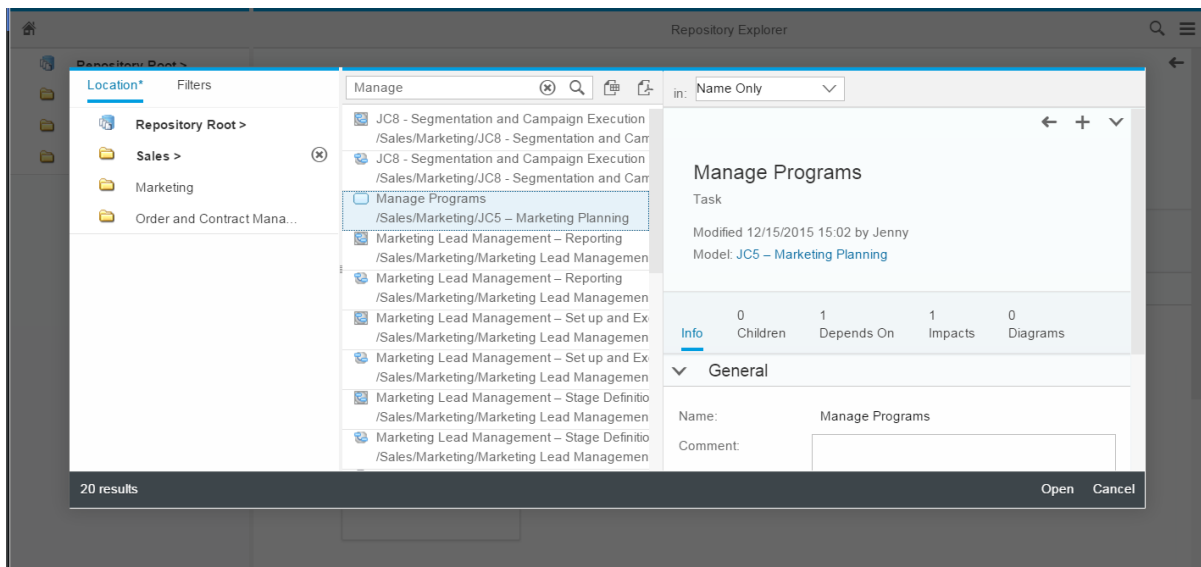 Repository Explorer
Repository Root >
Location*
Filters
Repository Root >
Sales >
Marketing
Order and Contract Mana...
Manage
in:
Name Only
JC8 - Segmentation and Campaign Execution
/Sales/Marketing/JC8 - Segmentation and Cam
JC8 - Segmentation and Campaign Execution
/Sales/Marketing/JC8 - Segmentation and Cam
Manage Programs
/Sales/Marketing/JC5 – Marketing Planning
Marketing Lead Management – Reporting
/Sales/Marketing/Marketing Lead Managemen
Marketing Lead Management – Reporting
/Sales/Marketing/Marketing Lead Managemen
Marketing Lead Management – Set up and Ex
/Sales/Marketing/Marketing Lead Managemen
Marketing Lead Management – Set up and Ex
/Sales/Marketing/Marketing Lead Managemen
Marketing Lead Management – Stage Definitio
/Sales/Marketing/Marketing Lead Managemen
Marketing Lead Management – Stage Definitio
/Sales/Marketing/Marketing Lead Managemen
Manage Programs
Task
Modified 12/15/2015 15:02 by Jenny
Model: JC5 – Marketing Planning
Info
0 Children
1 Depends On
1 Impacts
0 Diagrams
General
Name: Manage Programs
Comment:
20 results
Open
Cancel